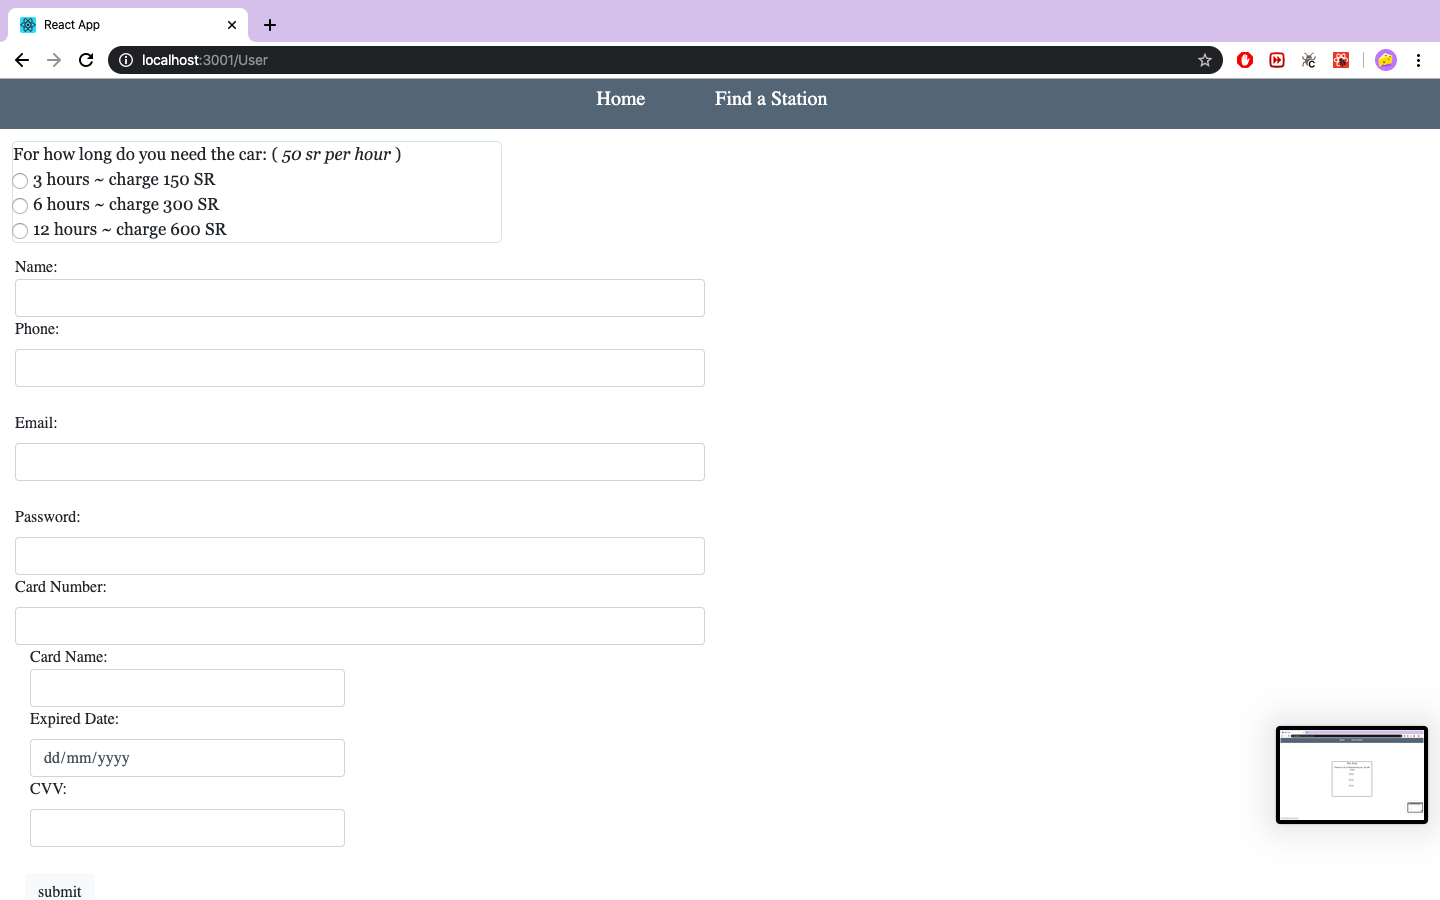 React App
localhost:3001/User
Home Find a Station
For how long do you need the car: ( 50 sr per hour )
3 hours ~ charge 150 SR
6 hours ~ charge 300 SR
12 hours ~ charge 600 SR
Name:
Phone:
Email:
Password:
Card Number:
Card Name:
Expired Date:
dd/mm/yyyy
CVV:
submit